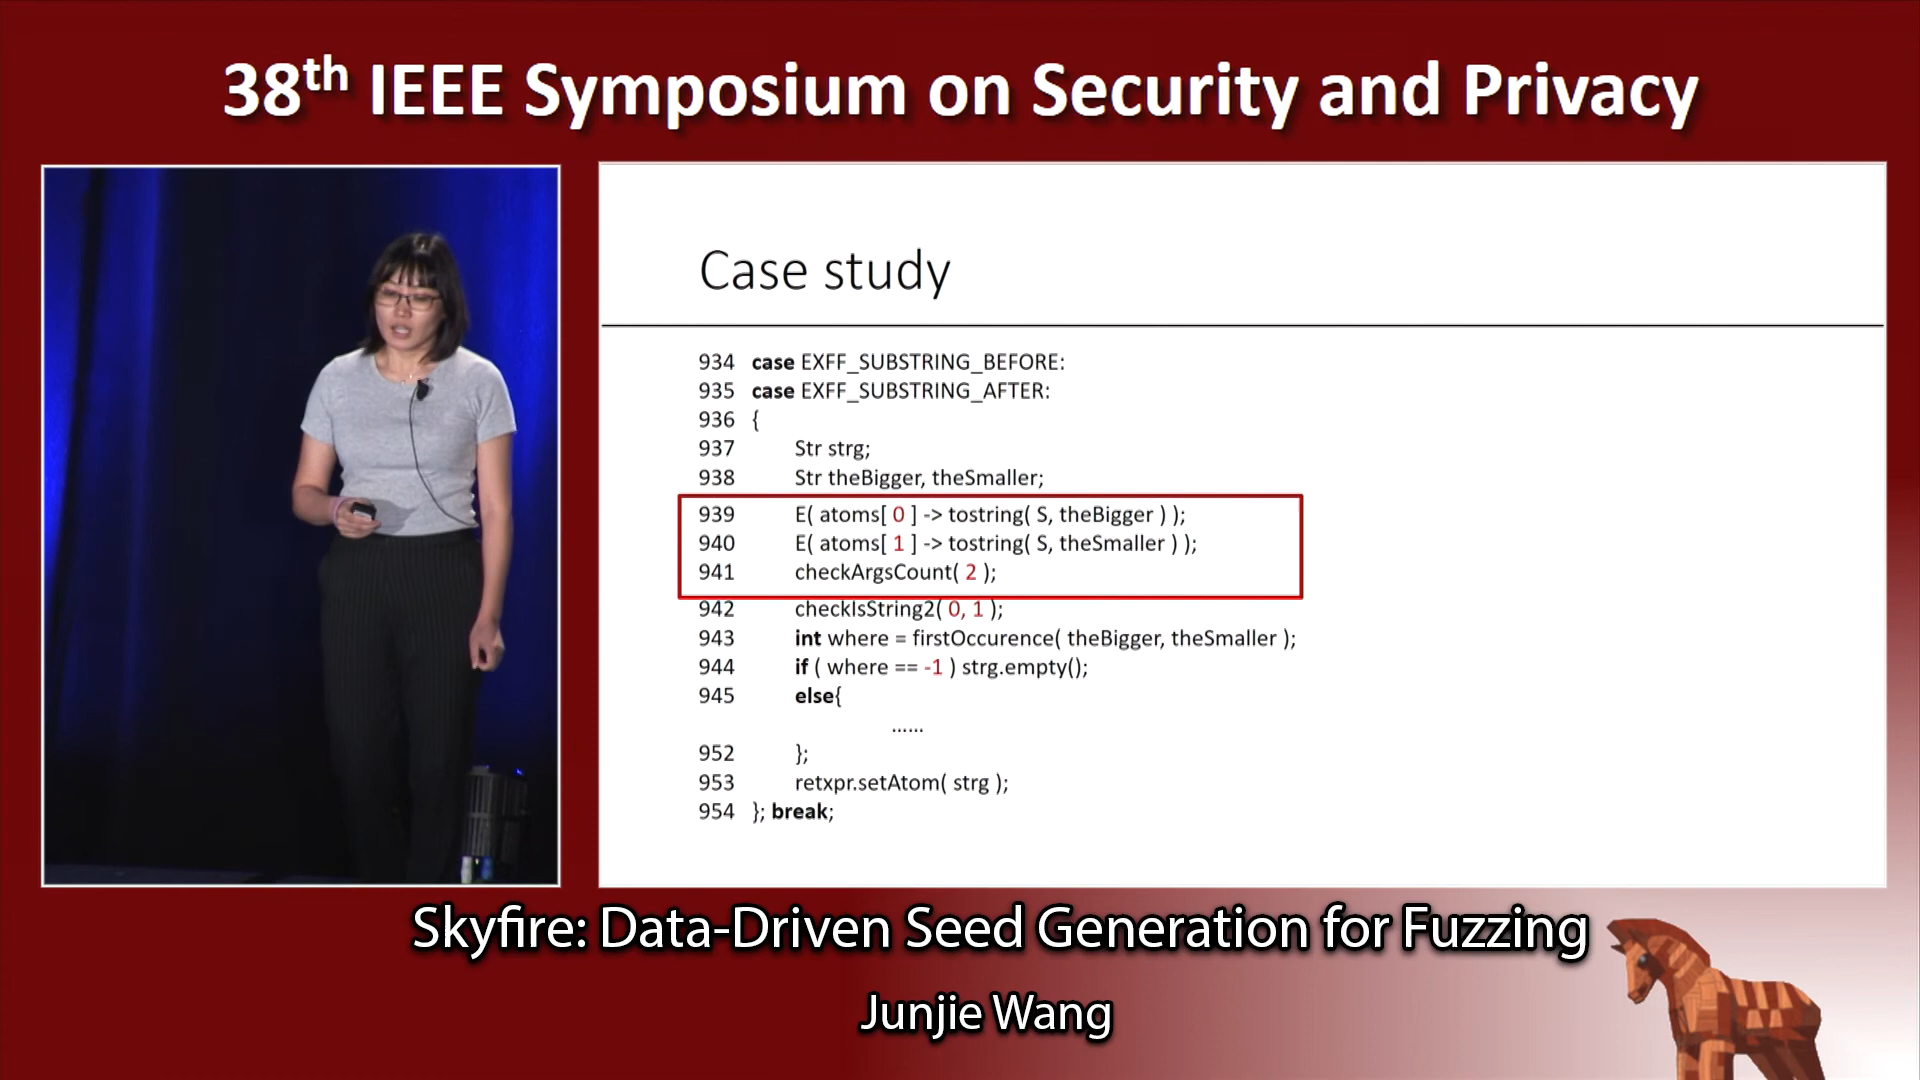 38th IEEE Symposium on Security and Privacy
Case study
934 case EXFF_SUBSTRING_BEFORE:
935 case EXFF_SUBSTRING_AFTER:
936 {
937 Str strg;
938 Str theBigger, theSmaller;
939 E( atoms[ 0 ] -> tostring( S, theBigger ) );
940 E( atoms[ 1 ] -> tostring( S, theSmaller ) );
941 checkArgsCount( 2 );
942 checkIsString2( 0, 1 );
943 int where = firstOccurence( theBigger, theSmaller );
944 if ( where == -1 ) strg.empty();
945 else{
......
952 };
953 retxpr.setAtom( strg );
954 }; break;
Skyfire: Data-Driven Seed Generation for Fuzzing
Junjie Wang